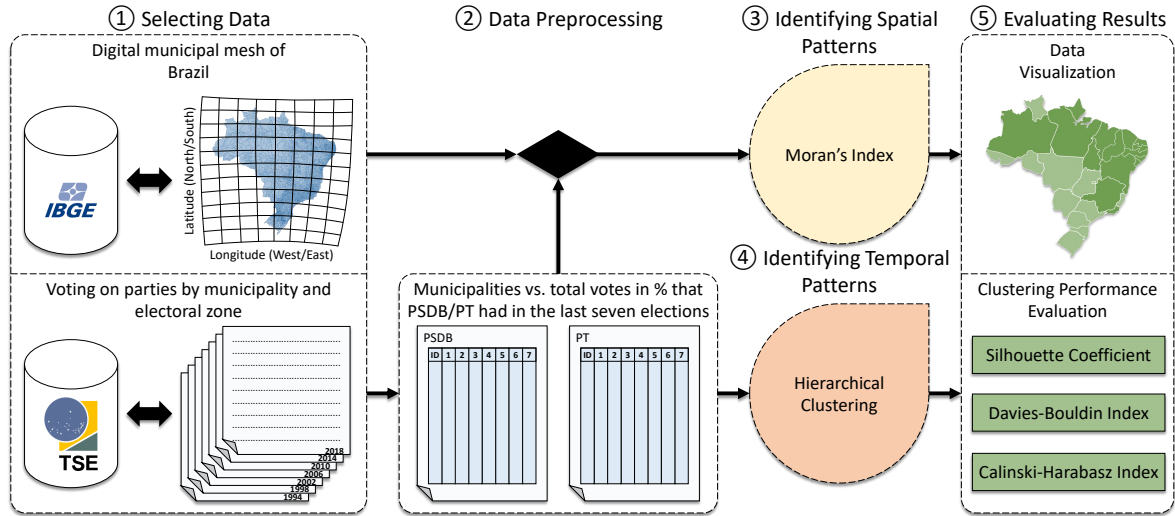 ① Selecting Data
Digital municipal mesh of
Brazil
IBGE
Latitude (North/South)
Longitude (West/East)
Voting on parties by municipality and
electoral zone
TSE
2018
2014
2010
2006
2002
1998
1994
② Data Preprocessing
Municipalities vs. total votes in % that
PSDB/PT had in the last seven elections
PSDB
ID 1 2 3 4 5 6 7
PT
ID 1 2 3 4 5 6 7
③ Identifying Spatial
Patterns
Moran's Index
④ Identifying Temporal
Patterns
Hierarchical
Clustering
⑤ Evaluating Results
Data
Visualization
Clustering Performance
Evaluation
Silhouette Coefficient
Davies-Bouldin Index
Calinski-Harabasz Index